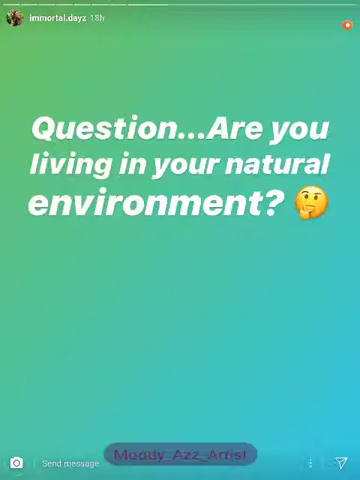 immortal.dayz 18h
Question...Are you
living in your natural
environment? 🤔
Moody_Azz_Artist
Send message